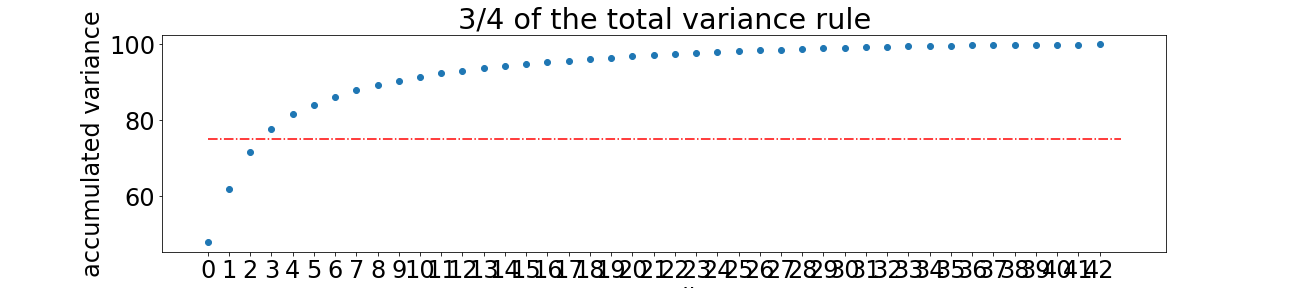 3/4 of the total variance rule
accumulated variance
100
80
60
0 1 2 3 4 5 6 7 8 9 10 11 12 13 14 15 16 17 18 19 20 21 22 23 24 25 26 27 28 29 30 31 32 33 34 35 36 37 38 39 40 41 42